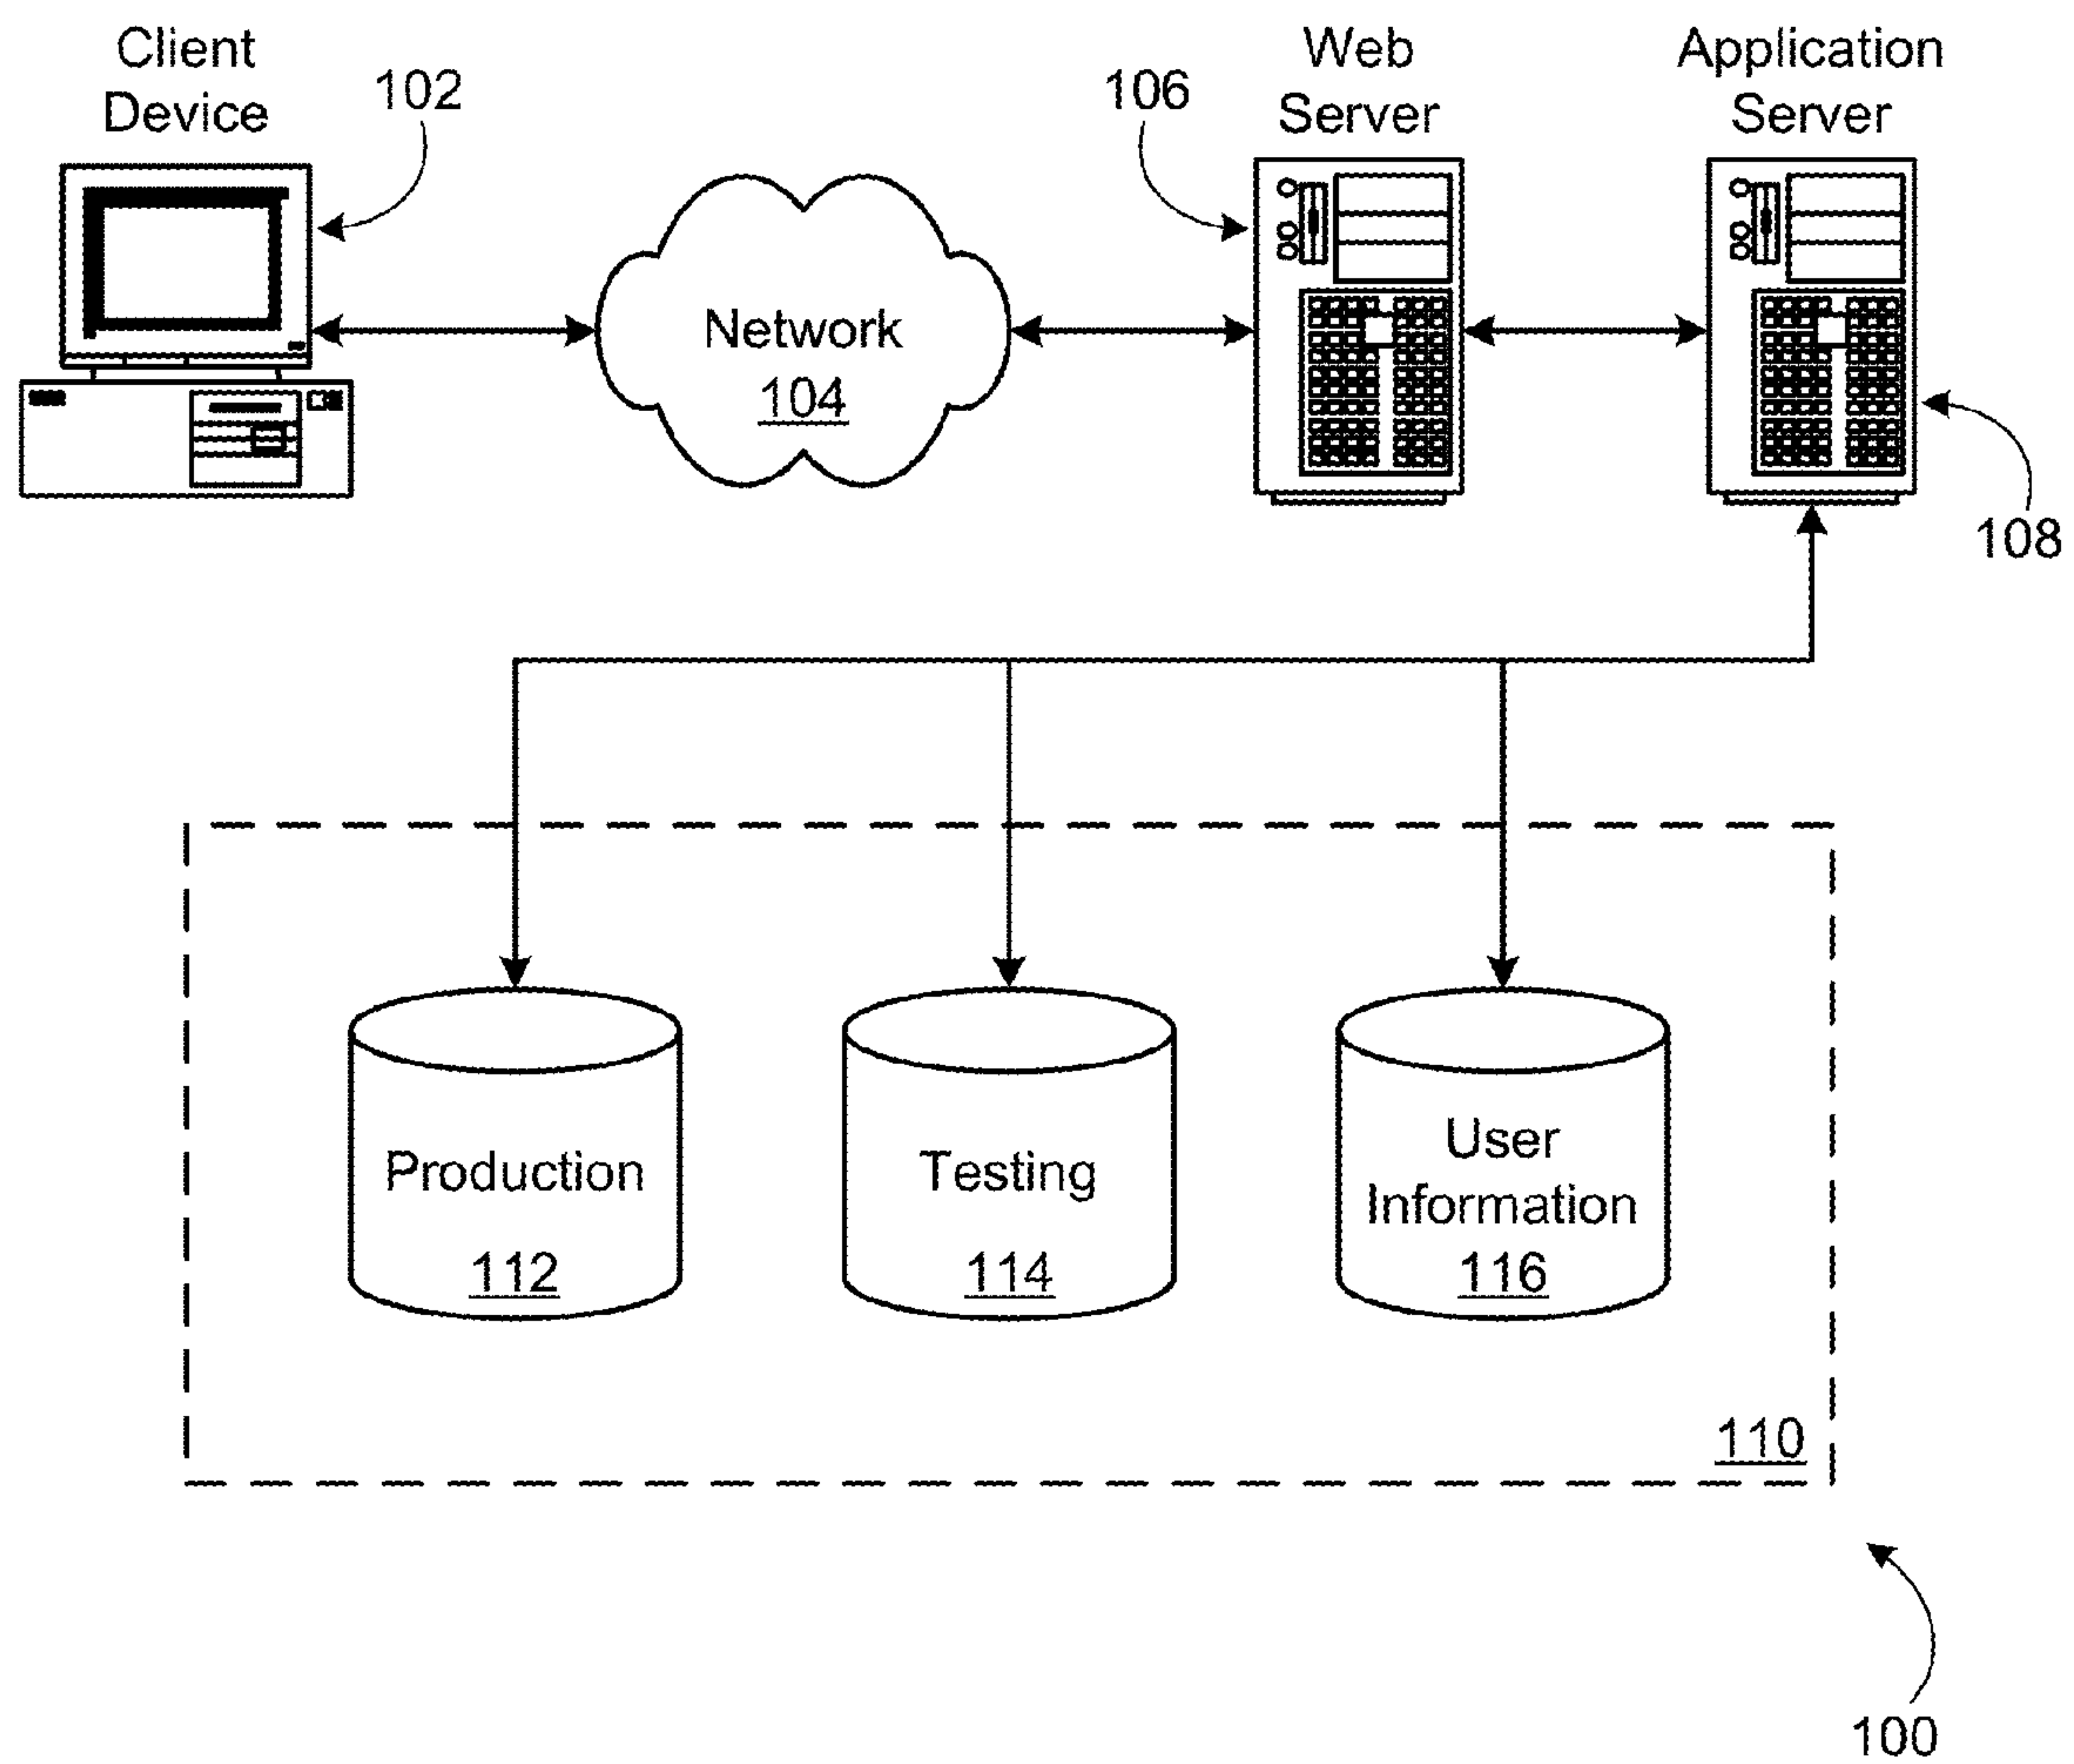 Client
Device
102
106
Web
Server
Application
Server
Network
104
108
Production
112
Testing
114
User
Information
116
110
100